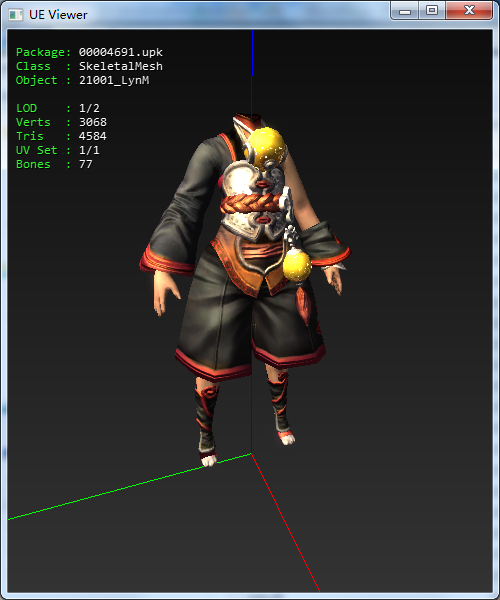 UE Viewer
Package: 00004691.upk
Class : SkeletalMesh
Object : 21001_LynM
LOD : 1/2
Verts : 3068
Tris : 4584
UV Set : 1/1
Bones : 77